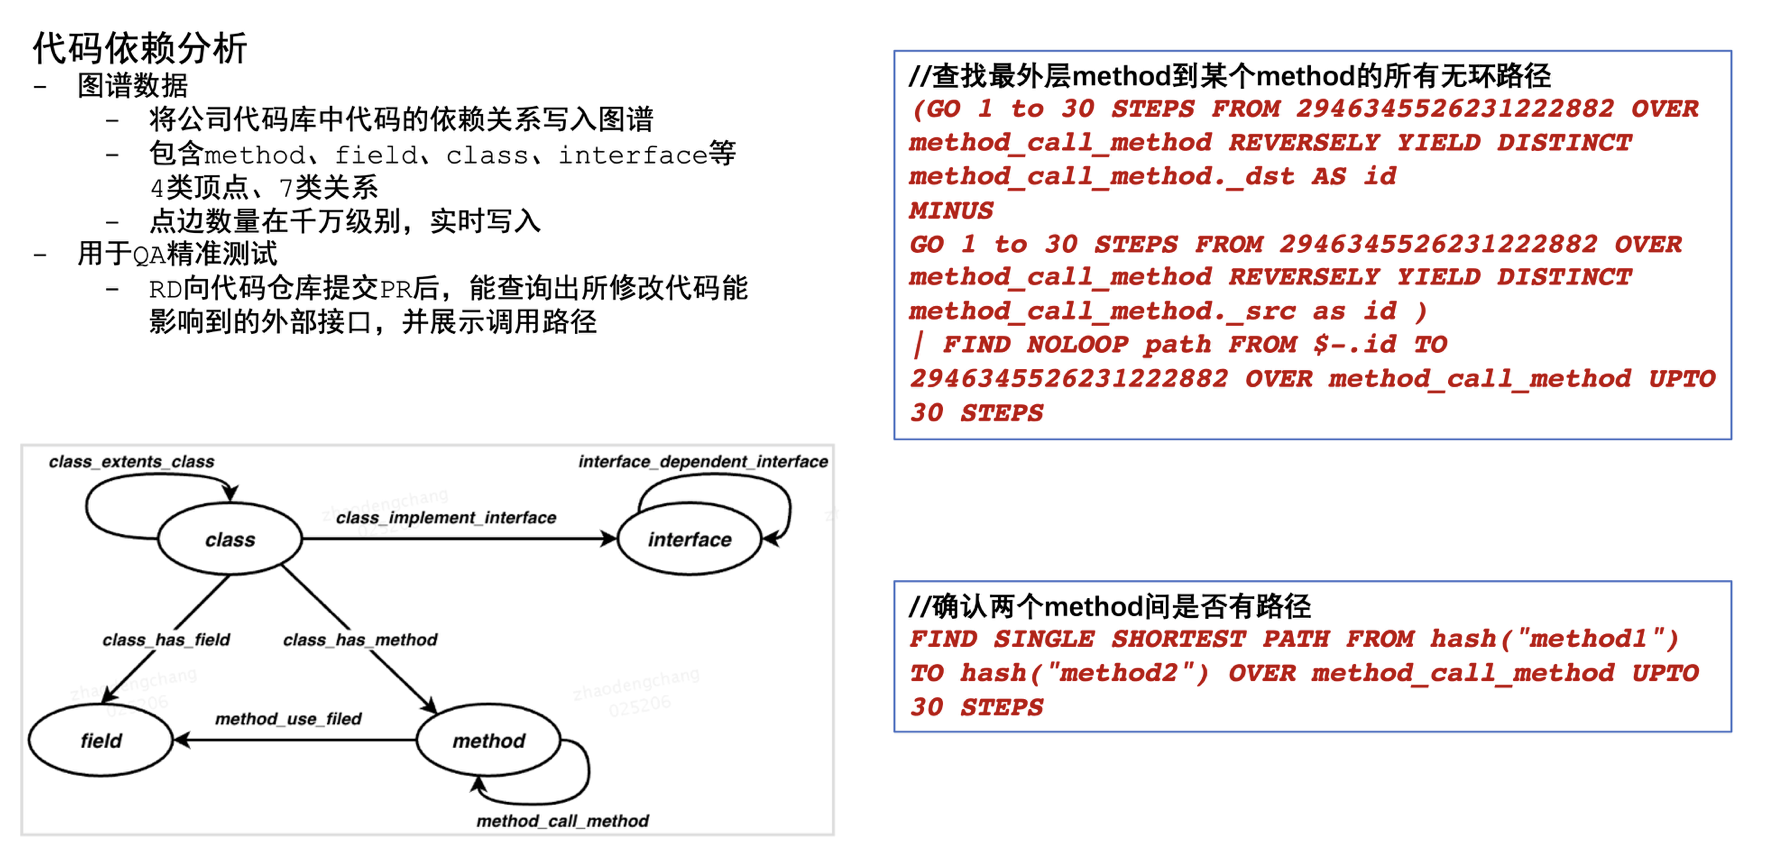 代码依赖分析
- 图谱数据
- 将公司代码库中代码的依赖关系写入图谱
- 包含method、field、class、interface等
4类顶点、7类关系
- 点边数量在千万级别，实时写入
- 用于QA精准测试
- RD向代码仓库提交PR后，能查询出所修改代码能
影响到的外部接口，并展示调用路径
//查找最外层method到某个method的所有无环路径
(GO 1 to 30 STEPS FROM 2946345526231222882 OVER
method_call_method REVERSELY YIELD DISTINCT
method_call_method._dst AS id
MINUS
GO 1 to 30 STEPS FROM 2946345526231222882 OVER
method_call_method REVERSELY YIELD DISTINCT
method_call_method._src as id )
| FIND NOLOOP path FROM $-.id TO
2946345526231222882 OVER method_call_method UPTO
30 STEPS
class_extents_class
interface_dependent_interface
zhaodengchang
class_implement_interface
class
interface
class_has_field
class_has_method
zhaodengchang
025206
zhaodengchang
025206
method_use_filed
field
method
method_call_method
//确认两个method间是否有路径
FIND SINGLE SHORTEST PATH FROM hash("method1")
TO hash("method2") OVER method_call_method UPTO
30 STEPS